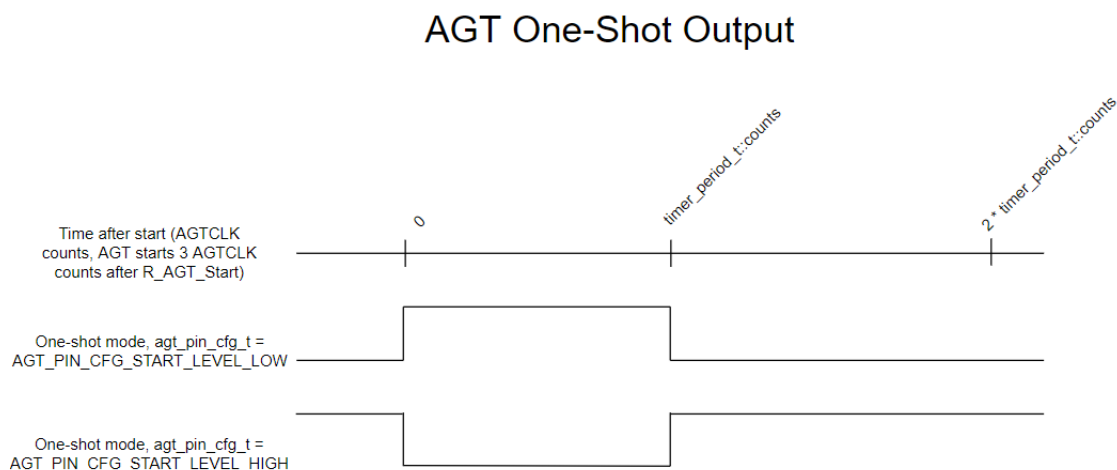 AGT One-Shot Output
0
timer_period_t::counts
2 * timer_period_t::counts
Time after start (AGTCLK
counts, AGT starts 3 AGTCLK
counts after R_AGT_Start)
One-shot mode, agt_pin_cfg_t =
AGT_PIN_CFG_START_LEVEL_LOW
One-shot mode, agt_pin_cfg_t =
AGT_PIN_CFG_START_LEVEL_HIGH